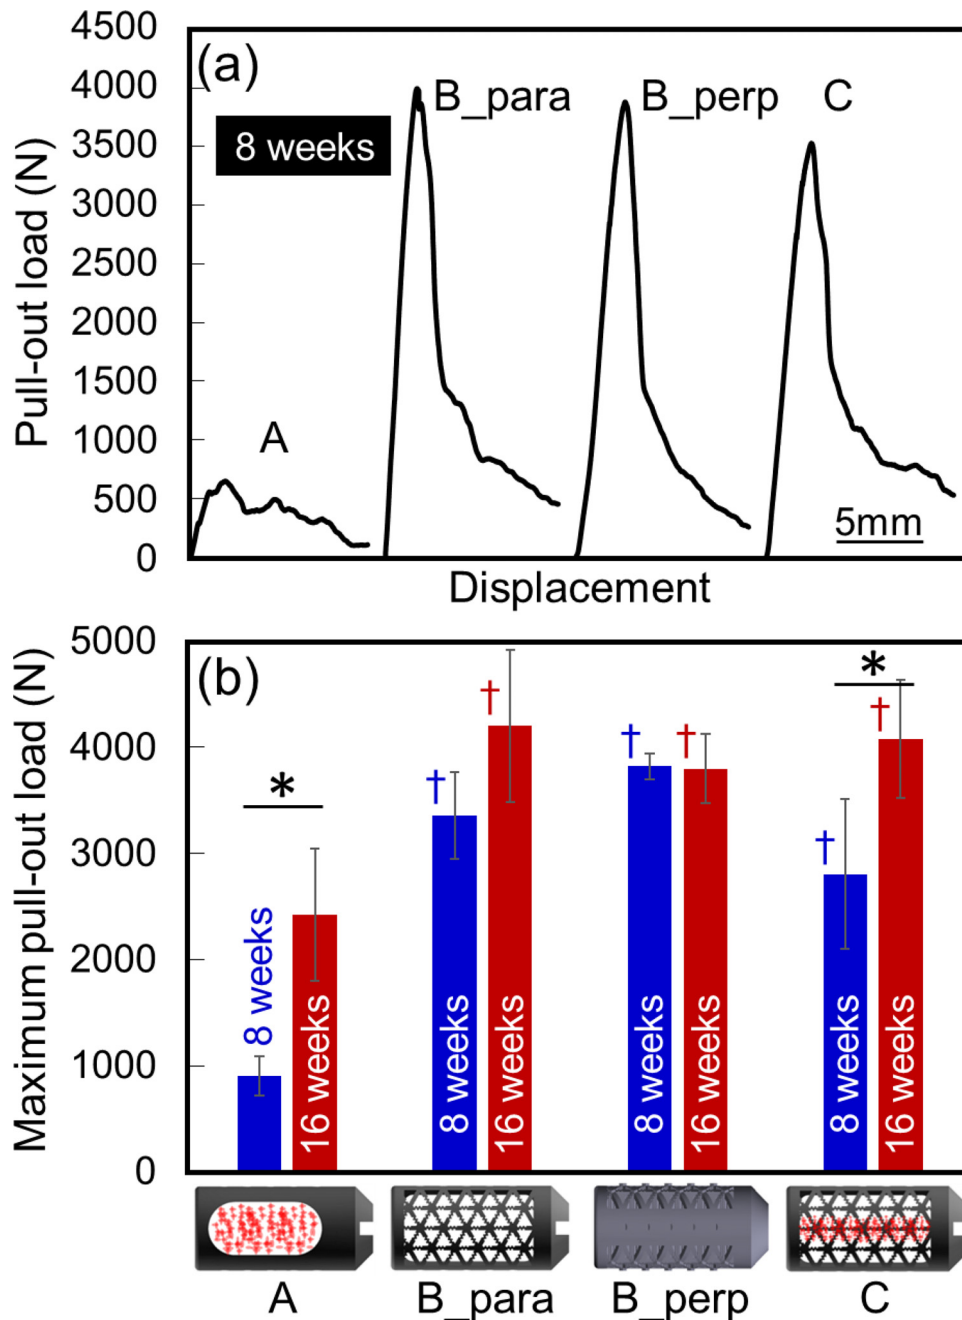 4500
4000
3500
3000
2500
2000
1500
1000
500
0
Pull-out load (N)
(a)
8 weeks
A
B_para
B_perp
C
5mm
Displacement
5000
4000
3000
2000
1000
0
Maximum pull-out load (N)
(b)
*
*
†
†
†
†
†
†
8 weeks
16 weeks
8 weeks
16 weeks
8 weeks
16 weeks
8 weeks
16 weeks
A
B_para
B_perp
C